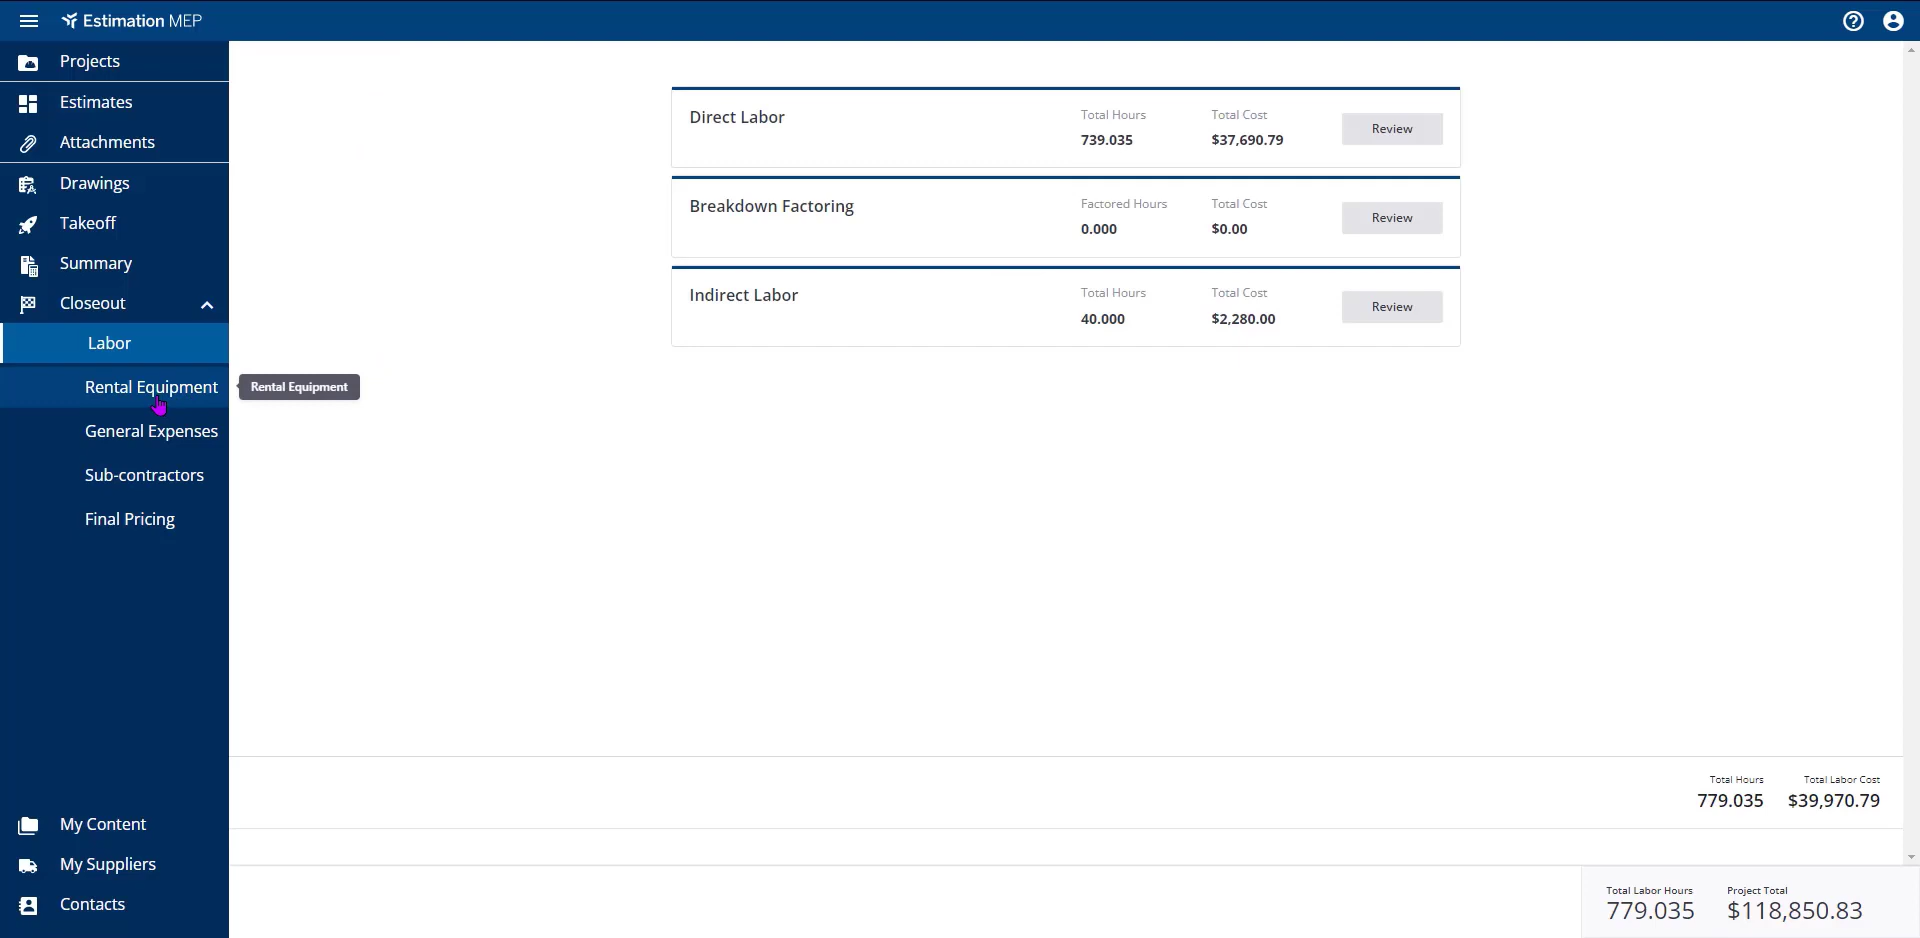 Estimation MEP
Projects
Estimates
Attachments
Drawings
Takeoff
Summary
Closeout
Labor
Rental Equipment
Rental Equipment
General Expenses
Sub-contractors
Final Pricing
My Content
My Suppliers
Contacts
Direct Labor
Total Hours
739.035
Total Cost
$37,690.79
Review
Breakdown Factoring
Factored Hours
0.000
Total Cost
$0.00
Review
Indirect Labor
Total Hours
40.000
Total Cost
$2,280.00
Review
Total Hours
779.035
Total Labor Cost
$39,970.79
Total Labor Hours
779.035
Project Total
$118,850.83